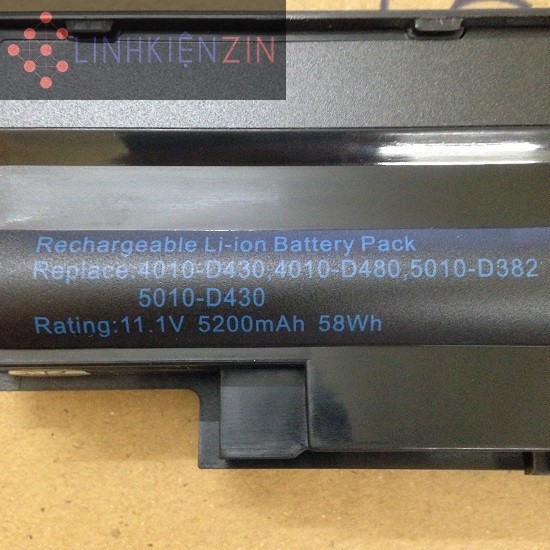 LINHKIỆNZIN
Rechargeable Li-ion Battery Pack
Replace:4010-D430,4010-D480,5010-D382
5010-D430
Rating:11.1V 5200mAh 58Wh